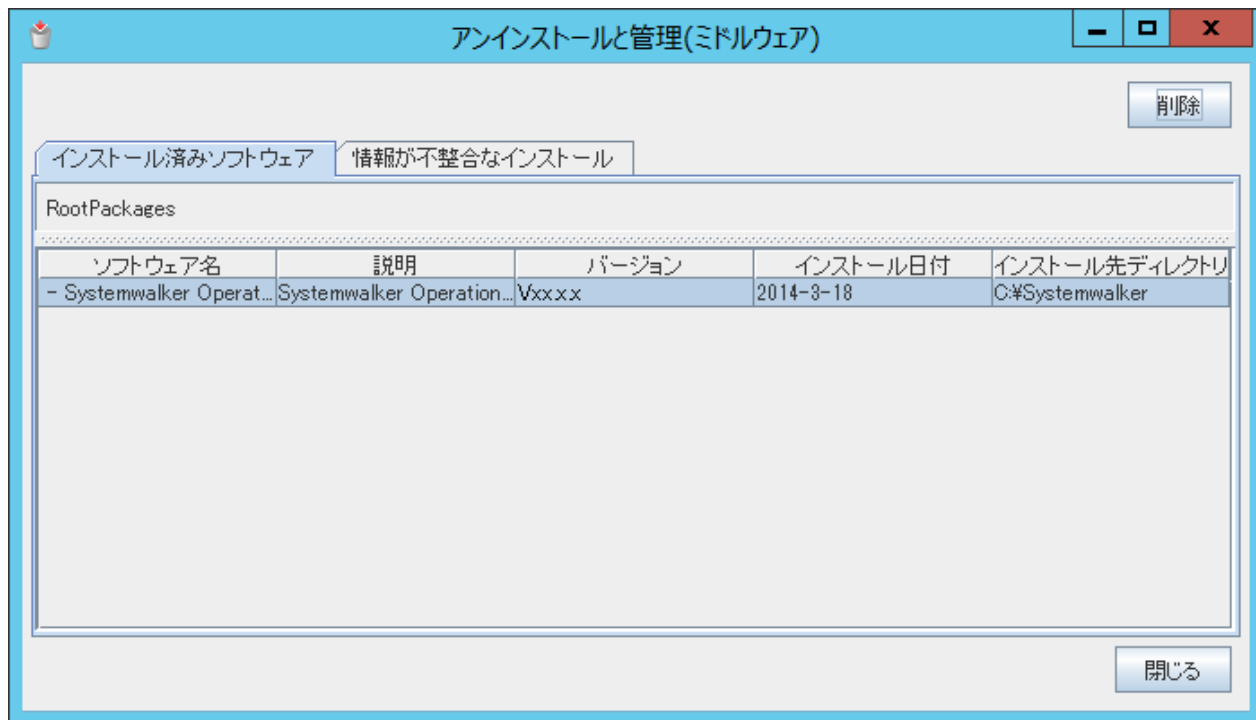 アンインストールと管理(ミドルウェア)
削除
インストール済みソフトウェア 情報が不整合なインストール
RootPackages
ソフトウェア名 説明 バージョン インストール日付 インストール先ディレクトリ
- Systemwalker Operat... Systemwalker Operation... Vxxxx 2014-3-18 C:¥Systemwalker
閉じる